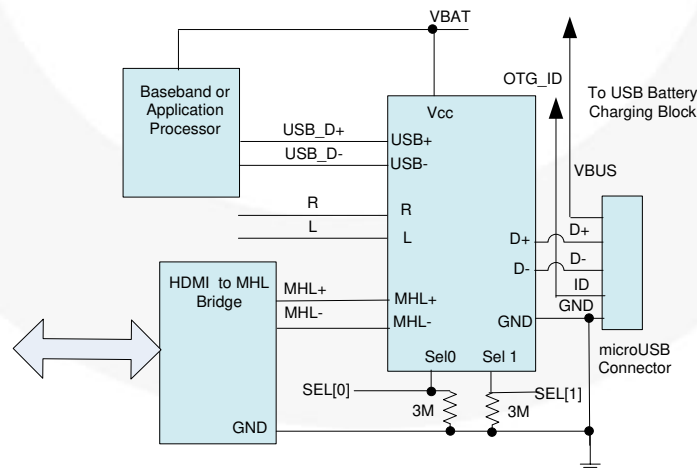 VBAT
OTG_ID
To USB Battery
Charging Block
Baseband or
Application
Processor
Vcc
USB_D+
USB+
USB_D-
USB-
VBUS
R
R
L
L
D+
D+
D-
D-
HDMI to MHL
Bridge
MHL+
MHL+
MHL-
MHL-
ID
GND
GND
microUSB
Connector
Sel0
Sel 1
SEL[0]
SEL[1]
3M
3M
GND